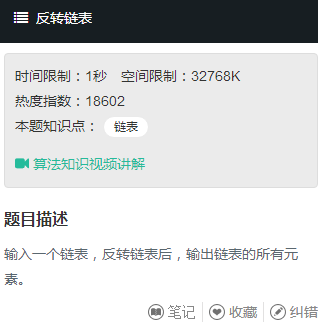 反转链表
时间限制：1秒 空间限制：32768K
热度指数：18602
本题知识点： 链表
算法知识视频讲解
题目描述
输入一个链表，反转链表后，输出链表的所有元
素。
笔记 收藏 纠错